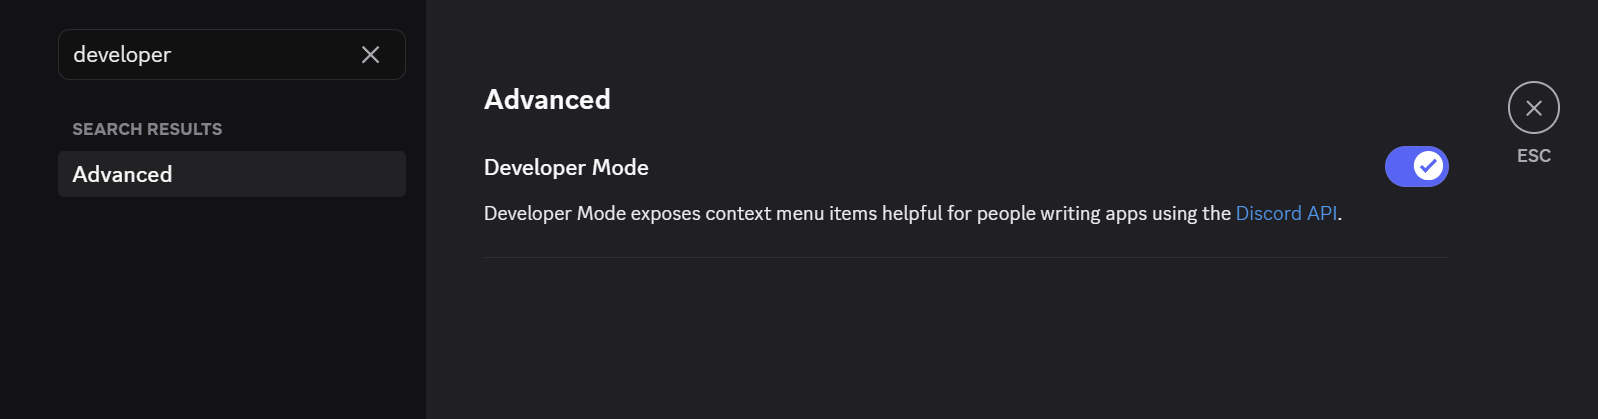 developer
SEARCH RESULTS
Advanced
Advanced
Developer Mode
Developer Mode exposes context menu items helpful for people writing apps using the Discord API.
ESC